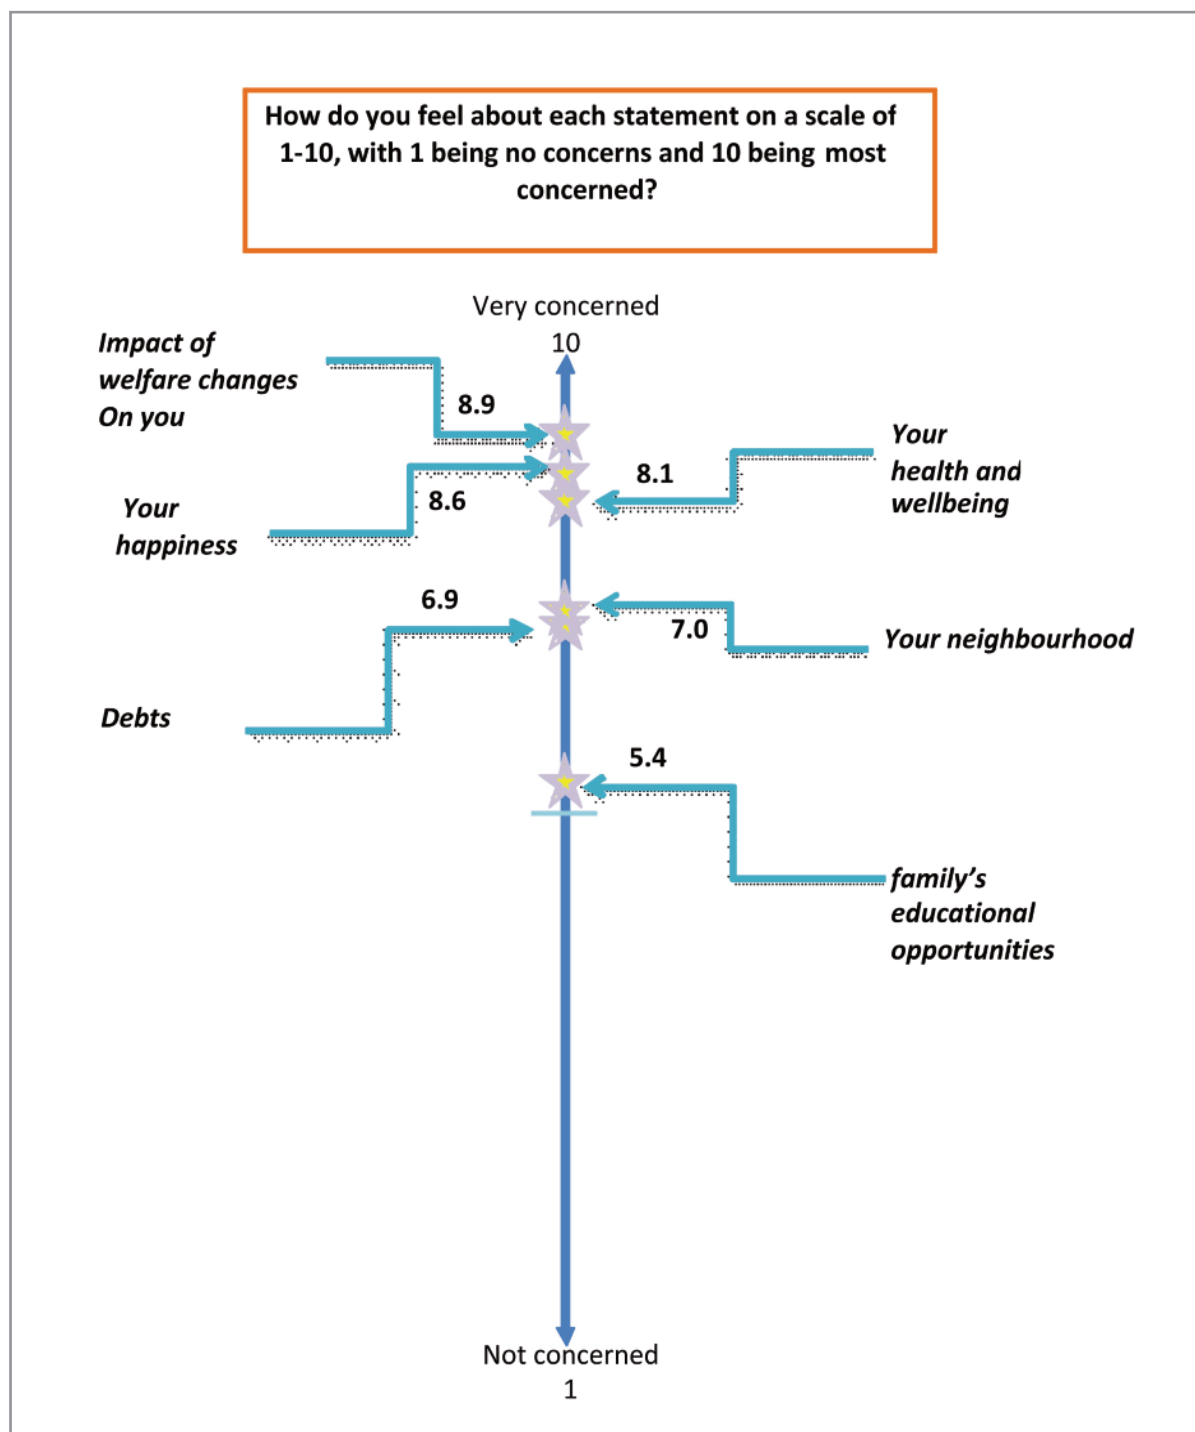 How do you feel about each statement on a scale of
1-10, with 1 being no concerns and 10 being most
concerned?
Very concerned
10
Impact of
welfare changes
On you
8.9
Your
health and
wellbeing
8.1
Your
happiness
8.6
6.9
Debts
7.0
Your neighbourhood
5.4
family’s
educational
opportunities
Not concerned
1